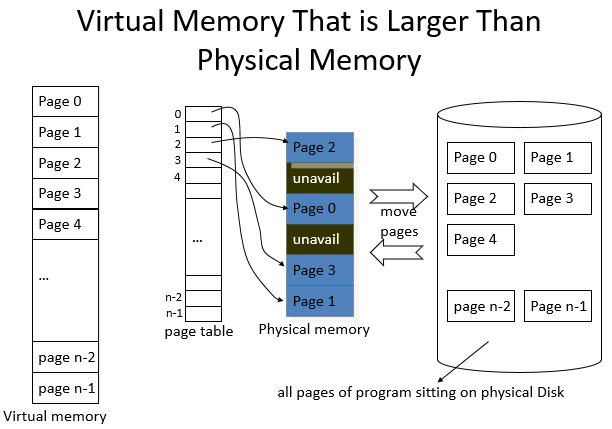 Virtual Memory That is Larger Than
Physical Memory
Page 0
Page 1
Page 2
Page 3
Page 4
...
page n-2
page n-1
Virtual memory
0
1
2
3
4
...
n-2
n-1
page table
Page 2
unavail
Page 0
unavail
Page 3
Page 1
Physical memory
move
pages
Page 0
Page 1
Page 2
Page 3
Page 4
page n-2
Page n-1
all pages of program sitting on physical Disk